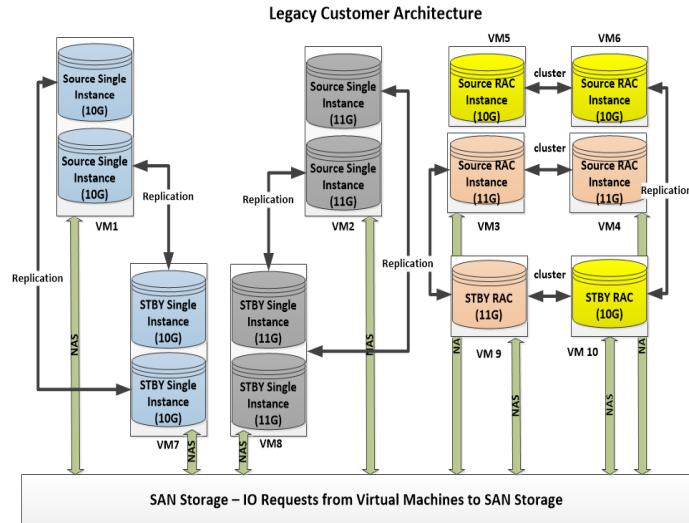 Legacy Customer Architecture
VM5
VM6
Source Single
Instance
(10G)
Source Single
Instance
(10G)
VM1
Source Single
Instance
(11G)
Source Single
Instance
(11G)
VM2
Source RAC
Instance
(10G)
cluster
Source RAC
Instance
(10G)
Source RAC
Instance
(11G)
cluster
Source RAC
Instance
(11G)
VM3
VM4
Replication
Replication
Replication
Replication
Replication
STBY Single
Instance
(10G)
STBY Single
Instance
(10G)
VM7
STBY Single
Instance
(11G)
STBY Single
Instance
(11G)
VM8
STBY RAC
(11G)
cluster
STBY RAC
(10G)
VM 9
VM 10
NAS
NAS
NAS
NAS
NA
NAS
NAS
NA
SAN Storage – IO Requests from Virtual Machines to SAN Storage